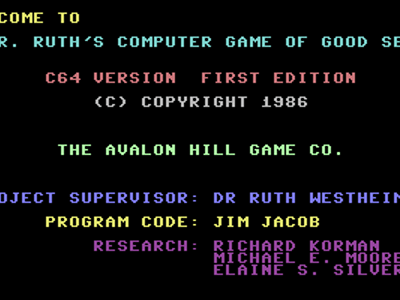 COME TO
R. RUTH'S COMPUTER GAME OF GOOD SE
C64 VERSION FIRST EDITION
(C) COPYRIGHT 1986
THE AVALON HILL GAME CO.
OJECT SUPERVISOR: DR RUTH WESTHEIM
PROGRAM CODE: JIM JACOB
RESEARCH: RICHARD KORMAN
MICHAEL E. MOORE
ELAINE S. SILVER